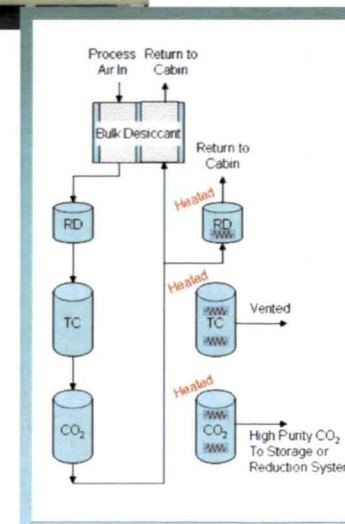 Process
Air In
Return to
Cabin
Bulk Desiccant
Return to
Cabin
Heated
RD
RD
Heated
TC
TC
Vented
Heated
CO₂
CO₂
High Purity CO₂
To Storage or
Reduction System